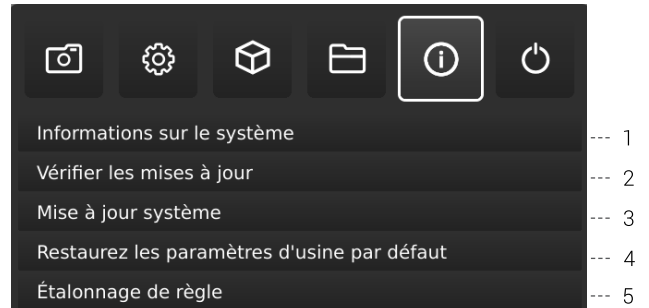 Informations sur le système --- 1
Vérifier les mises à jour --- 2
Mise à jour système --- 3
Restaurez les paramètres d'usine par défaut --- 4
Étalonnage de règle --- 5